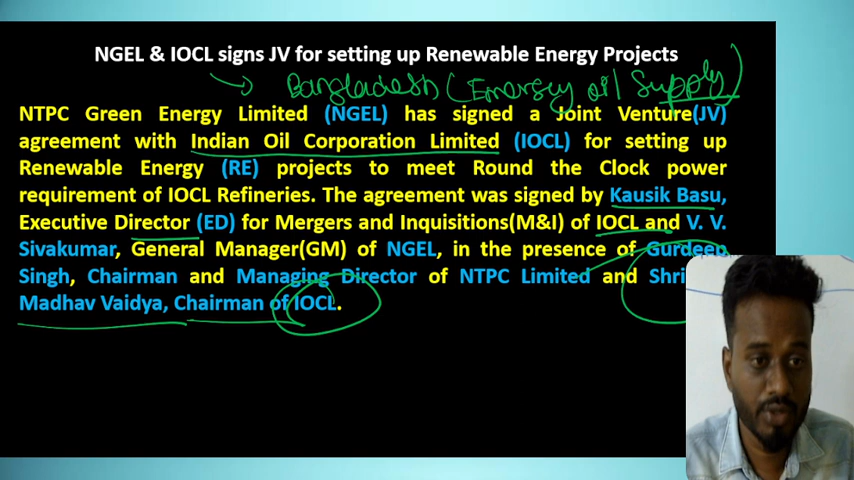 NGEL & IOCL signs JV for setting up Renewable Energy Projects
Bangladesh (Emergey oil Supply)
NTPC Green Energy Limited (NGEL) has signed a Joint Venture(JV)
agreement with Indian Oil Corporation Limited (IOCL) for setting up
Renewable Energy (RE) projects to meet Round the Clock power
requirement of IOCL Refineries. The agreement was signed by Kausik Basu,
Executive Director (ED) for Mergers and Inquisitions(M&I) of IOCL and V. V.
Sivakumar, General Manager(GM) of NGEL, in the presence of Gurdeep
Singh, Chairman and Managing Director of NTPC Limited and Shri
Madhav Vaidya, Chairman of IOCL.